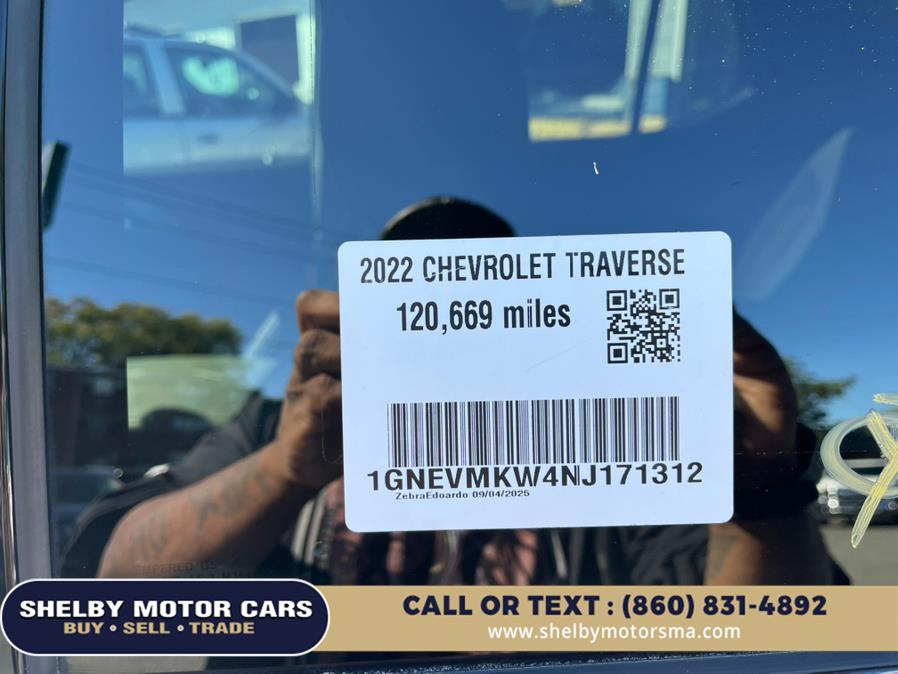 2022 CHEVROLET TRAVERSE
120,669 miles
1GNEVMKW4NJ171312
ZebraEdoardo 09/04/2025
SHELBY MOTOR CARS
BUY • SELL • TRADE
CALL OR TEXT : (860) 831-4892
www.shelbymotorsma.com